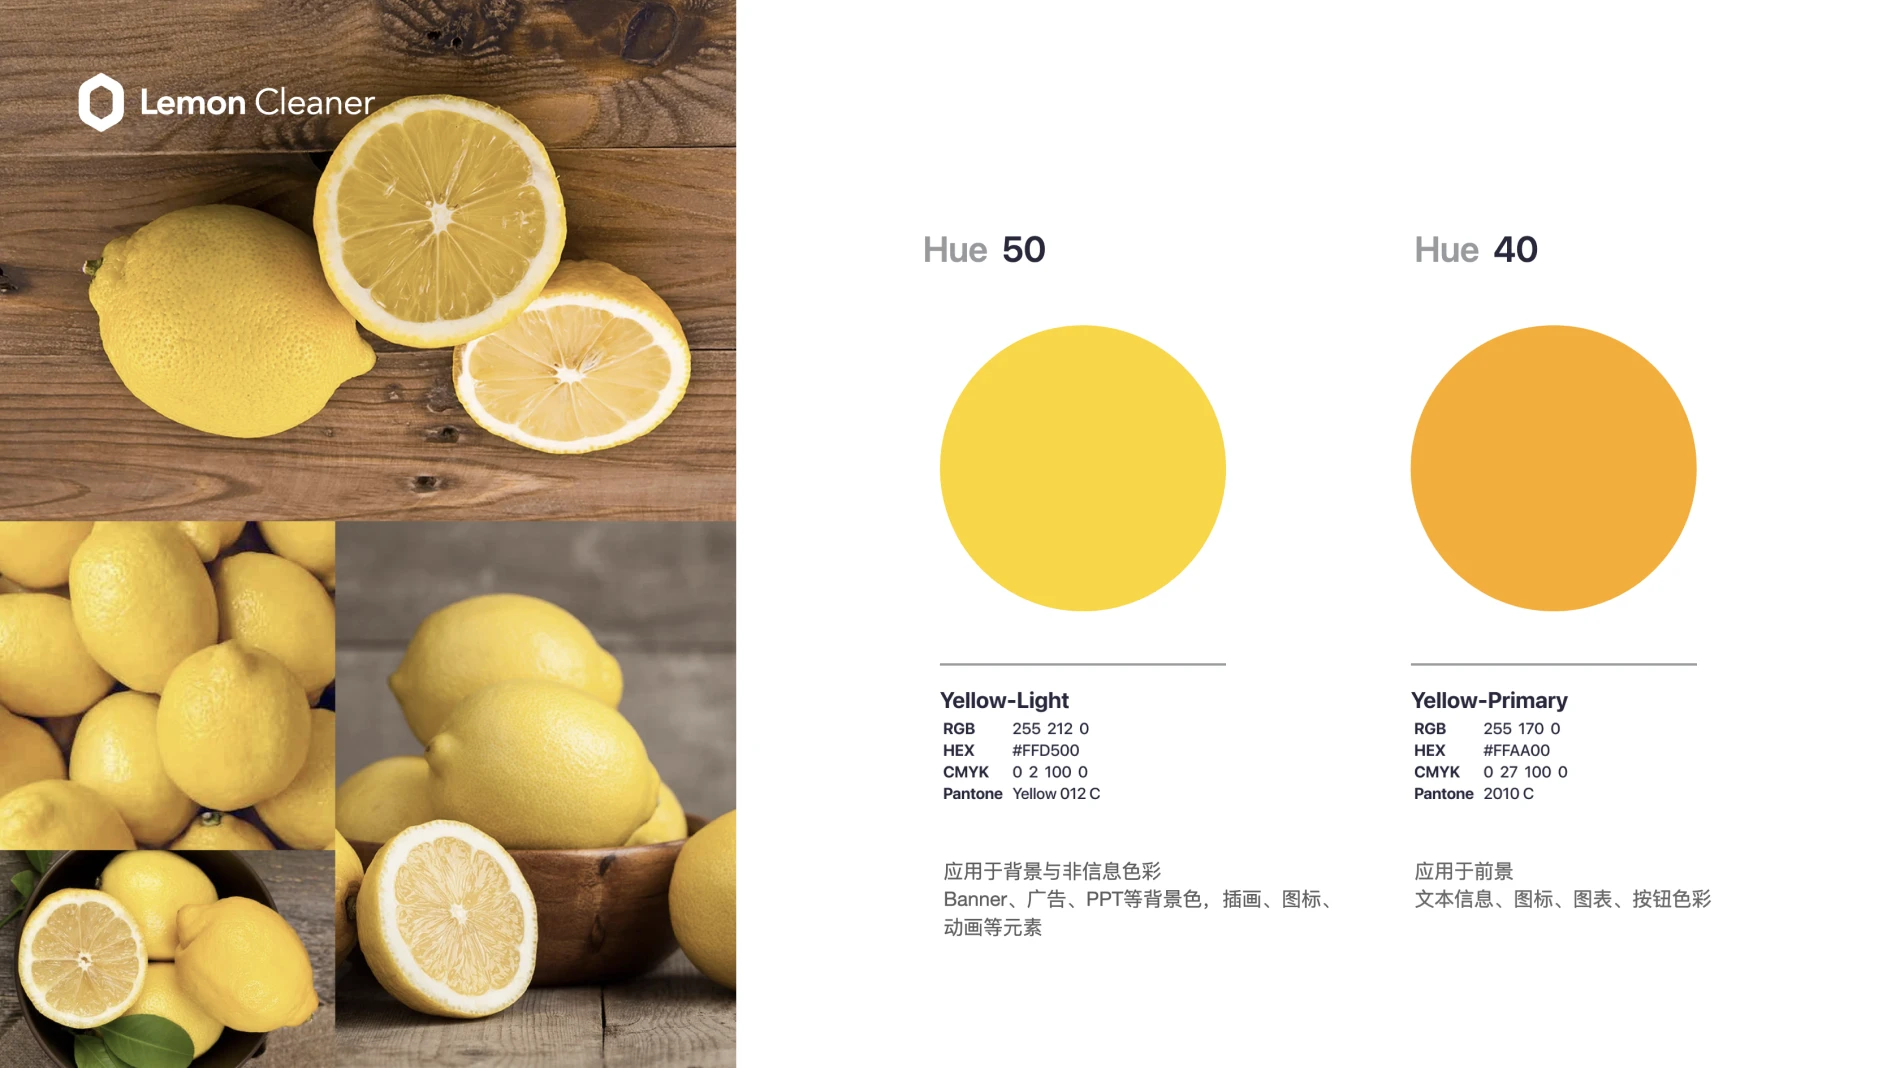 Lemon Cleaner
Hue 50
Yellow-Light
RGB 255 212 0
HEX #FFD500
CMYK 0 2 100 0
Pantone Yellow 012 C
应用于背景与非信息色彩
Banner、广告、PPT等背景色，插画、图标、
动画等元素
Hue 40
Yellow-Primary
RGB 255 170 0
HEX #FFAA00
CMYK 0 27 100 0
Pantone 2010 C
应用于前景
文本信息、图标、图表、按钮色彩